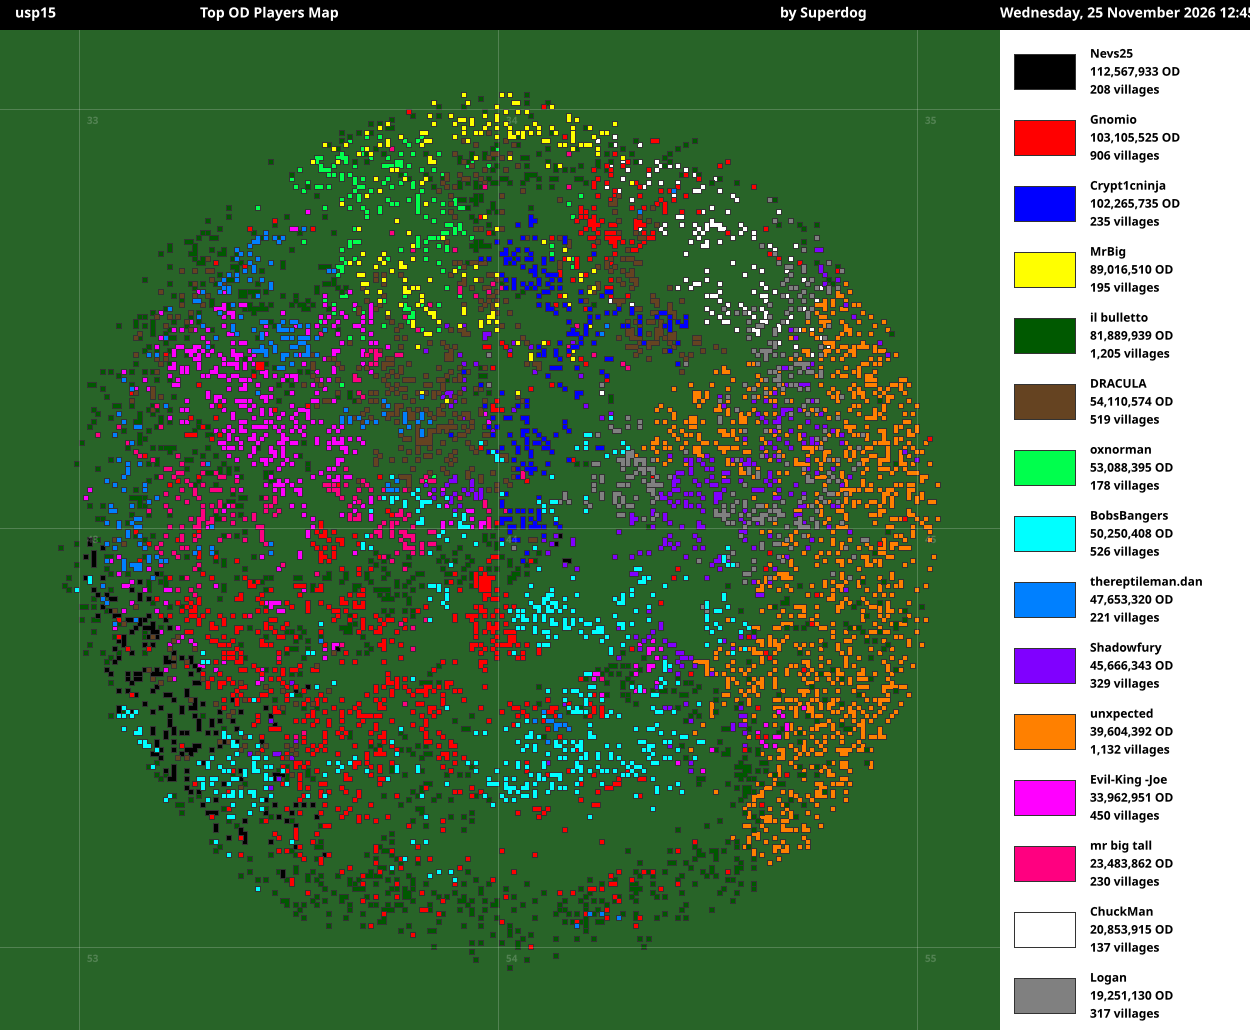 usp15 Top OD Players Map by Superdog Wednesday, 25 November 2026 12:45
33 34 35
53 54 55
Nevs25
112,567,933 OD
208 villages
Gnomio
103,105,525 OD
906 villages
Crypt1cninja
102,265,735 OD
235 villages
MrBig
89,016,510 OD
195 villages
il bulletto
81,889,939 OD
1,205 villages
DRACULA
54,110,574 OD
519 villages
oxnorman
53,088,395 OD
178 villages
BobsBangers
50,250,408 OD
526 villages
thereptileman.dan
47,653,320 OD
221 villages
Shadowfury
45,666,343 OD
329 villages
unxpected
39,604,392 OD
1,132 villages
Evil-King -Joe
33,962,951 OD
450 villages
mr big tall
23,483,862 OD
230 villages
ChuckMan
20,853,915 OD
137 villages
Logan
19,251,130 OD
317 villages